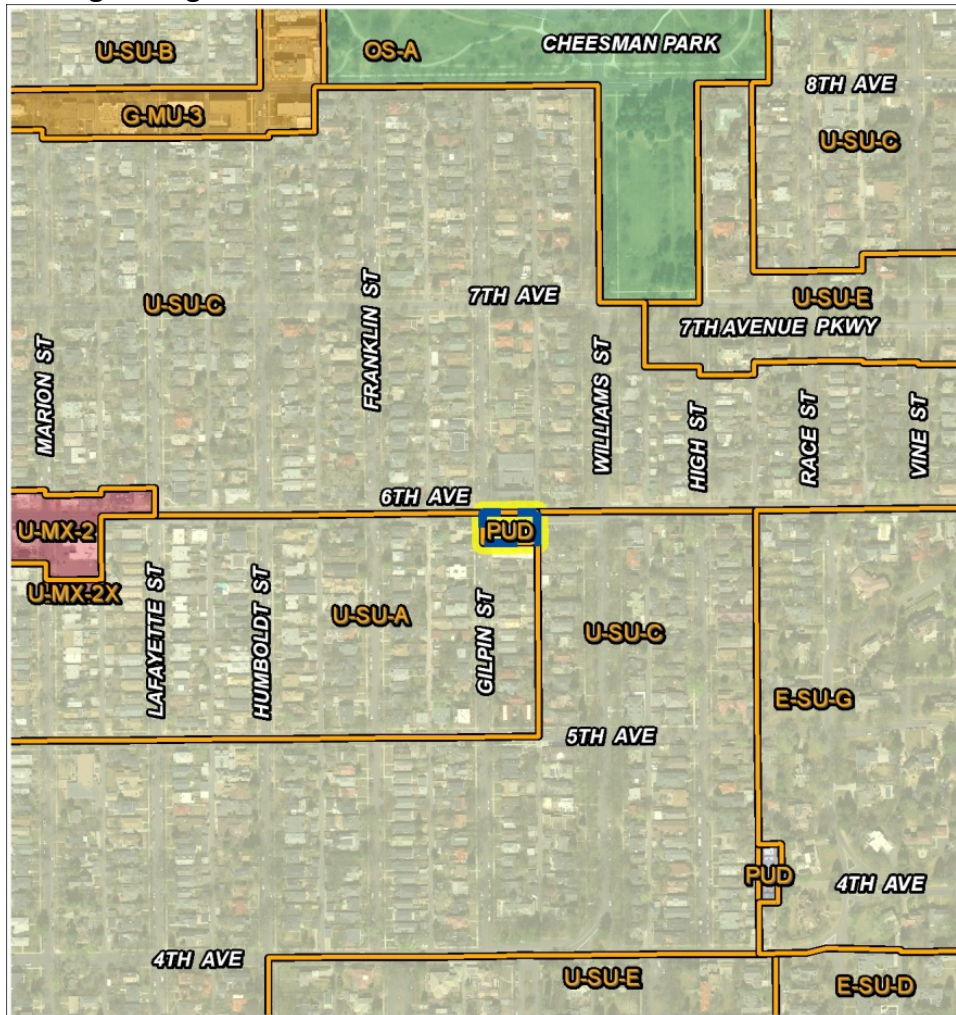 U-SU-B
OS-A
CHEESMAN PARK
8TH AVE
G-MU-3
U-SU-C
U-SU-C
FRANKLIN ST
7TH AVE
U-SU-E
7TH AVENUE PKWY
MARION ST
WILLIAMS ST
HIGH ST
RACE ST
VINE ST
6TH AVE
U-MX-2
PUD
U-MX-2X
LAFAYETTE ST
HUMBOLDT ST
U-SU-A
GILPIN ST
U-SU-C
E-SU-G
5TH AVE
PUD
4TH AVE
4TH AVE
U-SU-E
E-SU-D